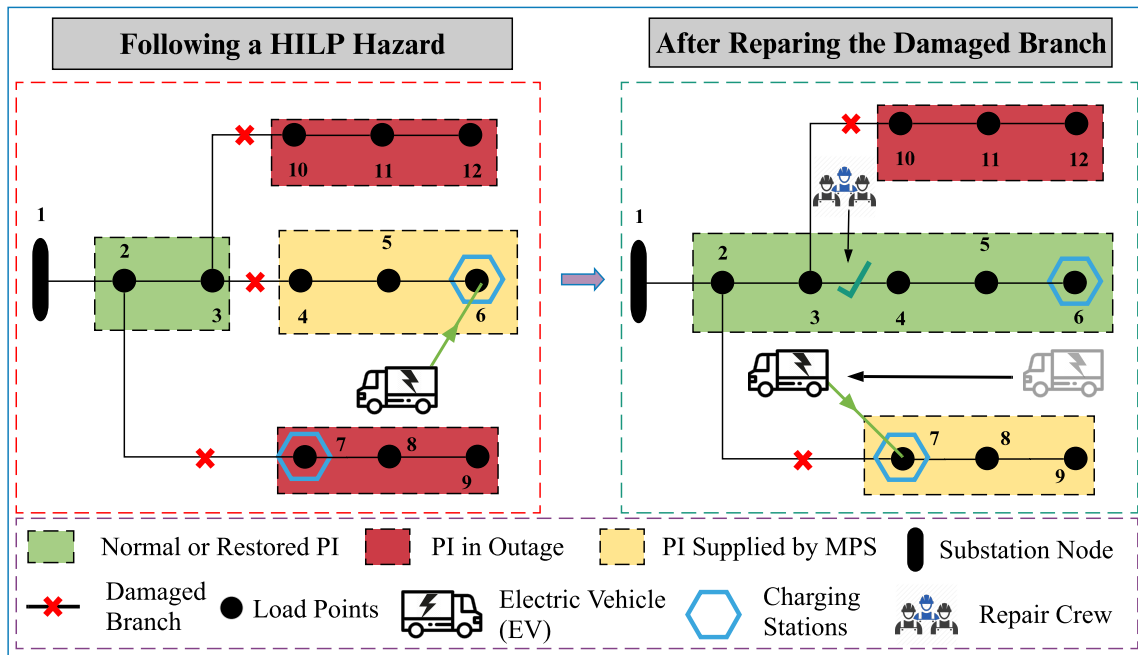 Following a HILP Hazard
After Reparing the Damaged Branch
10
11
12
1
2
5
3
4
6
7
8
9
10
11
12
1
2
5
3
4
6
7
8
9
Normal or Restored PI
PI in Outage
PI Supplied by MPS
Substation Node
Damaged
Branch
Load Points
Electric Vehicle
(EV)
Charging
Stations
Repair Crew